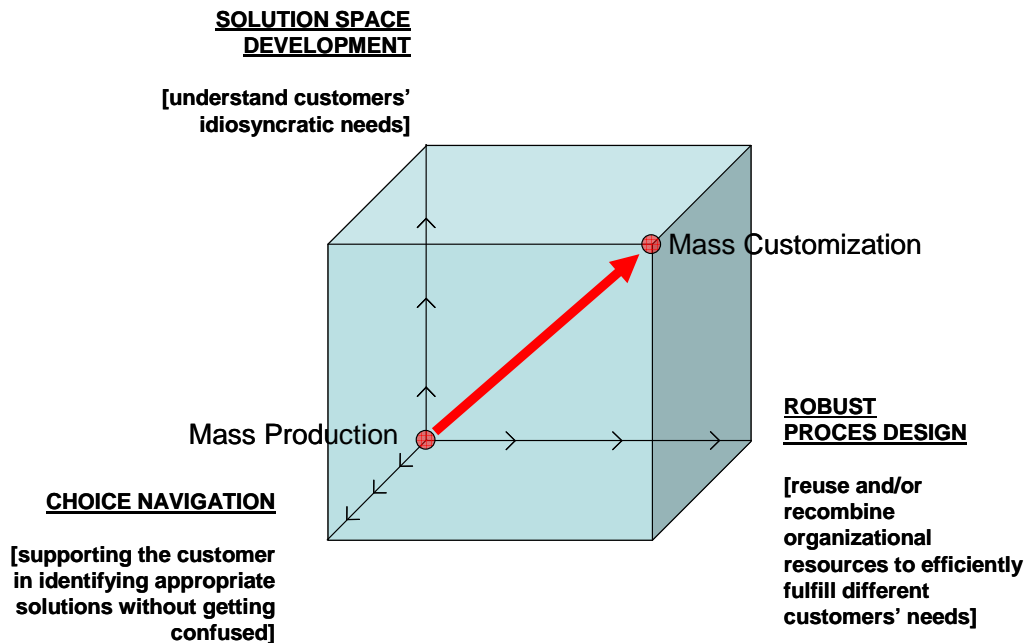 SOLUTION SPACE
DEVELOPMENT
[understand customers’
idiosyncratic needs]
Mass Customization
Mass Production
ROBUST
PROCES DESIGN
[reuse and/or
recombine
organizational
resources to efficiently
fulfill different
customers’ needs]
CHOICE NAVIGATION
[supporting the customer
in identifying appropriate
solutions without getting
confused]